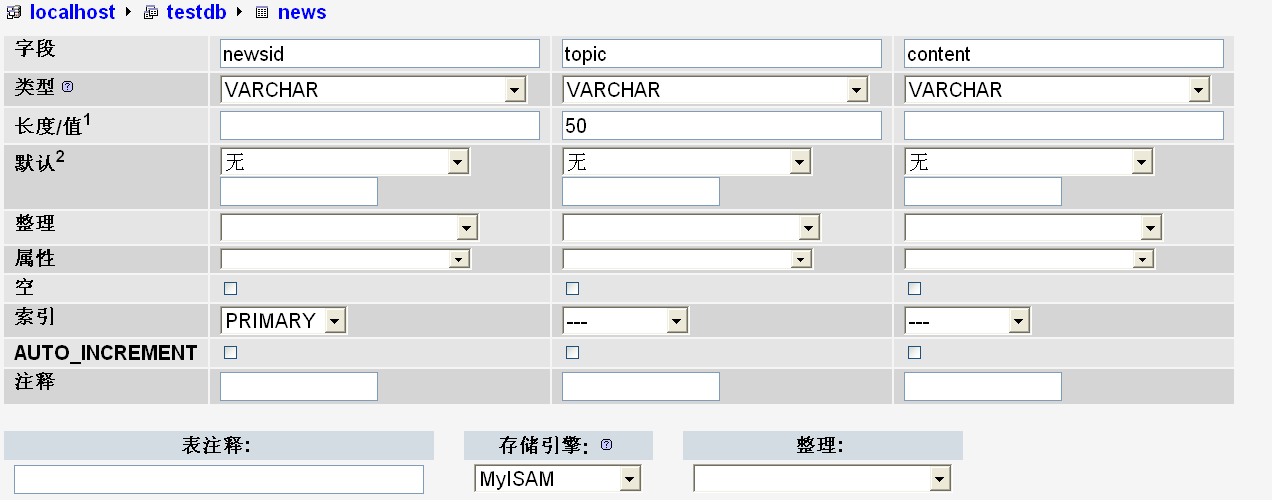 localhost testdb news
字段 newsid topic content
类型 VARCHAR VARCHAR VARCHAR
长度/值1 50
默认2 无 无 无
整理
属性
空
索引 PRIMARY --- ---
AUTO_INCREMENT
注释
表注释: 存储引擎: 整理:
MyISAM